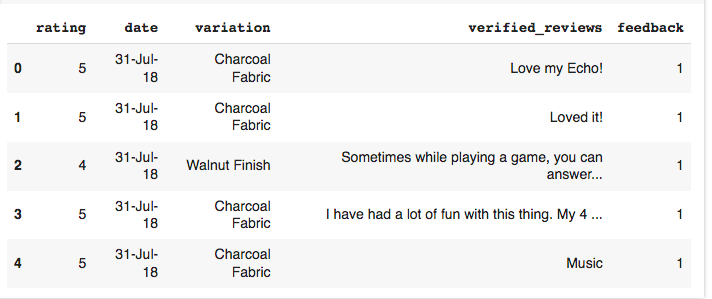 rating date variation verified_reviews feedback
0 5 31-Jul-18 Charcoal Fabric Love my Echo! 1
1 5 31-Jul-18 Charcoal Fabric Loved it! 1
2 4 31-Jul-18 Walnut Finish Sometimes while playing a game, you can answer... 1
3 5 31-Jul-18 Charcoal Fabric I have had a lot of fun with this thing. My 4 ... 1
4 5 31-Jul-18 Charcoal Fabric Music 1